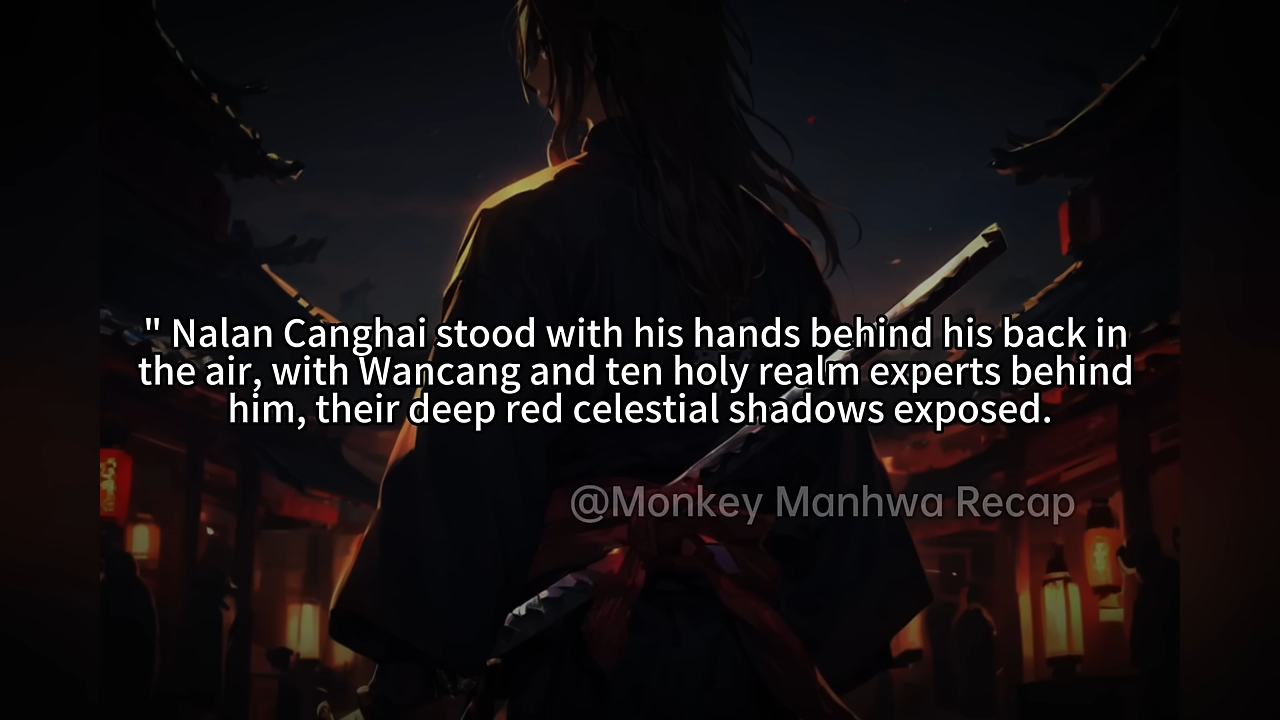 " Nalan Canghai stood with his hands behind his back in
the air, with Wancang and ten holy realm experts behind
him, their deep red celestial shadows exposed.
@Monkey Manhwa Recap